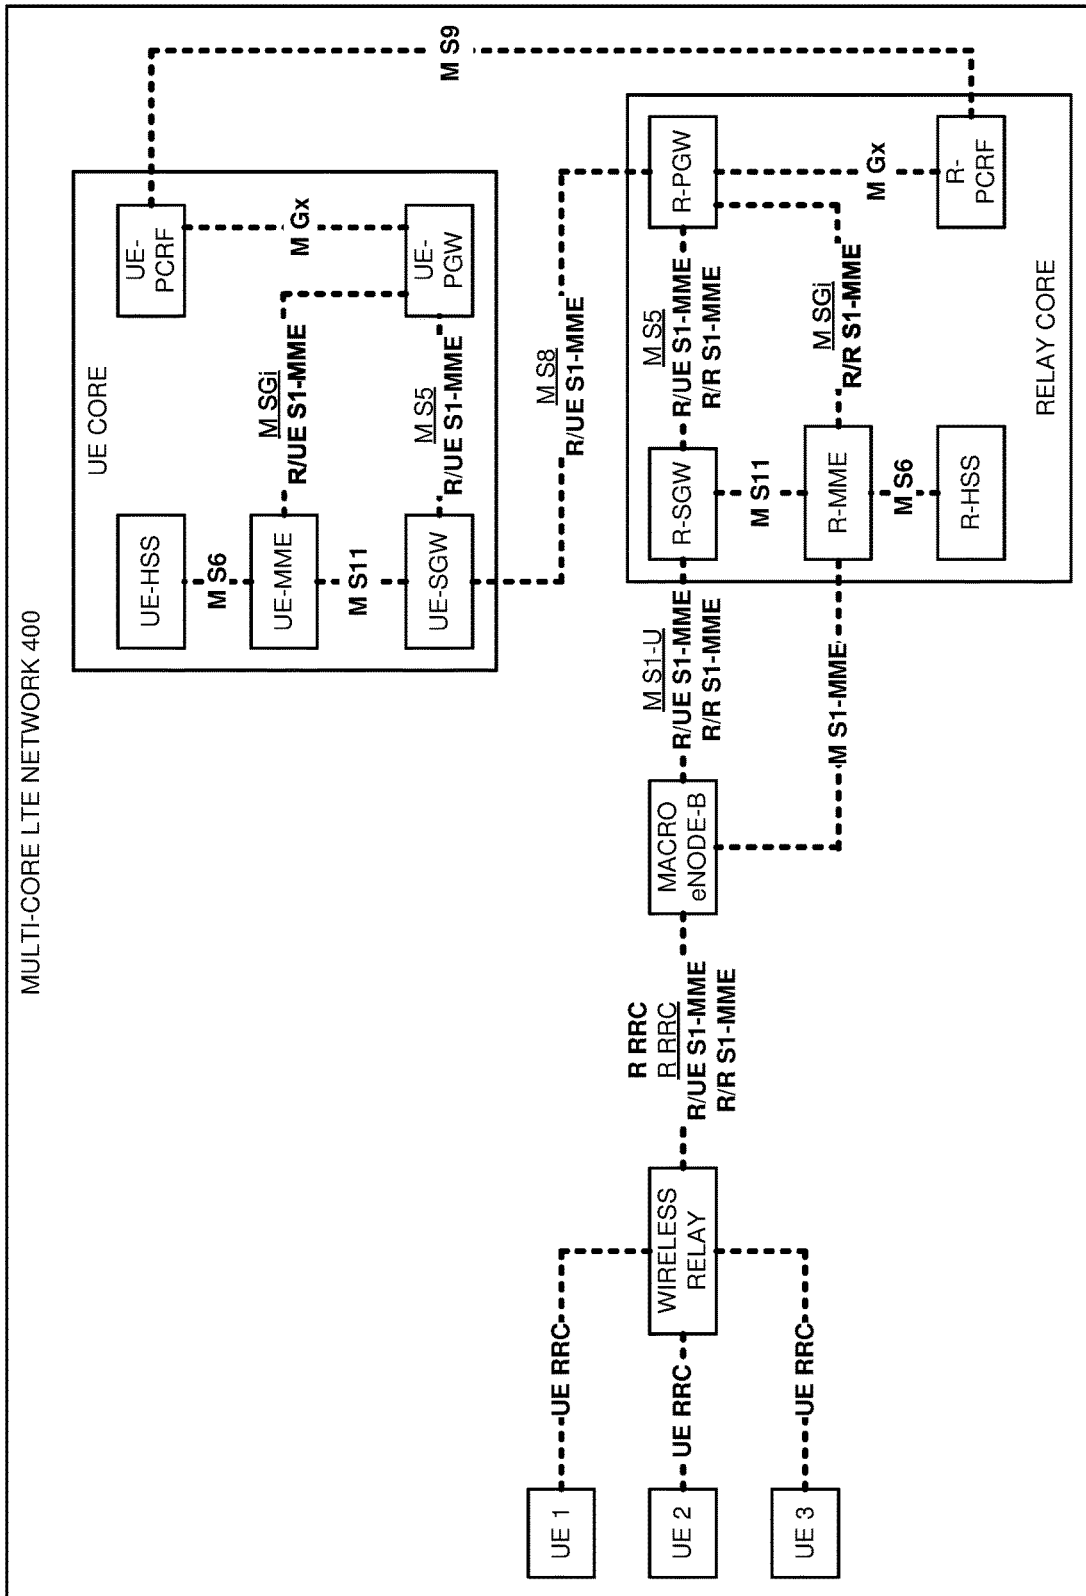 MULTI-CORE LTE NETWORK 400
M S9
UE CORE
UE-HSS
M S6
UE-MME
M S11
UE-SGW
UE-
PCRF
M Gx
UE-
PGW
M SGi
R/UE S1-MME
M S5
R/UE S1-MME
M S8
R/UE S1-MME
UE 1
UE RRC
UE 2
UE RRC
UE 3
UE RRC
WIRELESS
RELAY
R RRC
R RRC
R/UE S1-MME
R/R S1-MME
MACRO
eNODE-B
M S1-U
R/UE S1-MME
R/R S1-MME
M S1-MME
R-SGW
M S11
R-MME
M S6
R-HSS
M S5
R/UE S1-MME
R/R S1-MME
M SGi
R/R S1-MME
R-PGW
M Gx
R-
PCRF
RELAY CORE